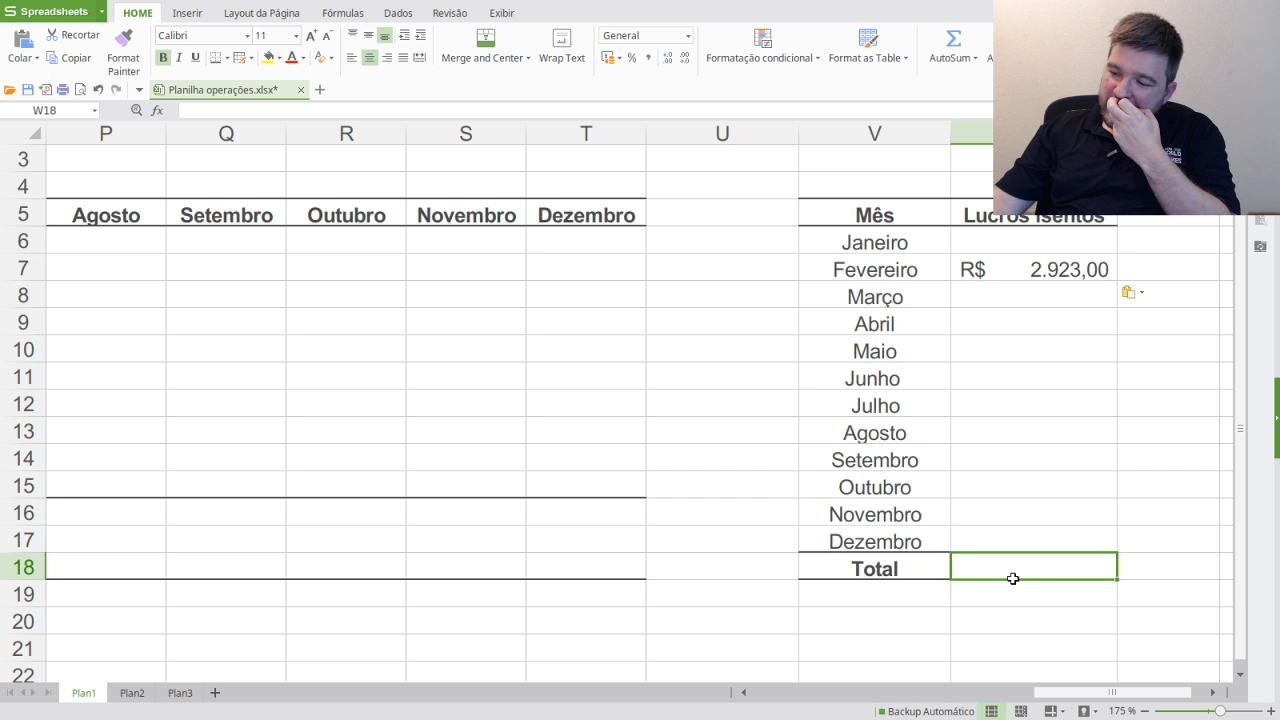 Spreadsheets
HOME Inserir Layout da Página Fórmulas Dados Revisão Exibir
Recortar Calibri 11 A+ A- General
Colar Copiar Format Painter B I U A Merge and Center Wrap Text % Formatação condicional Format as Table AutoSum
Planilha operações.xlsx* × +
W18 fx
P Q R S T U V
3
4
5 Agosto Setembro Outubro Novembro Dezembro Mês Lucros Isentos
6 Janeiro
7 Fevereiro R$ 2.923,00
8 Março
9 Abril
10 Maio
11 Junho
12 Julho
13 Agosto
14 Setembro
15 Outubro
16 Novembro
17 Dezembro
18 Total
19
20
21
22
Plan1 Plan2 Plan3 +
Backup Automático 175 % − +